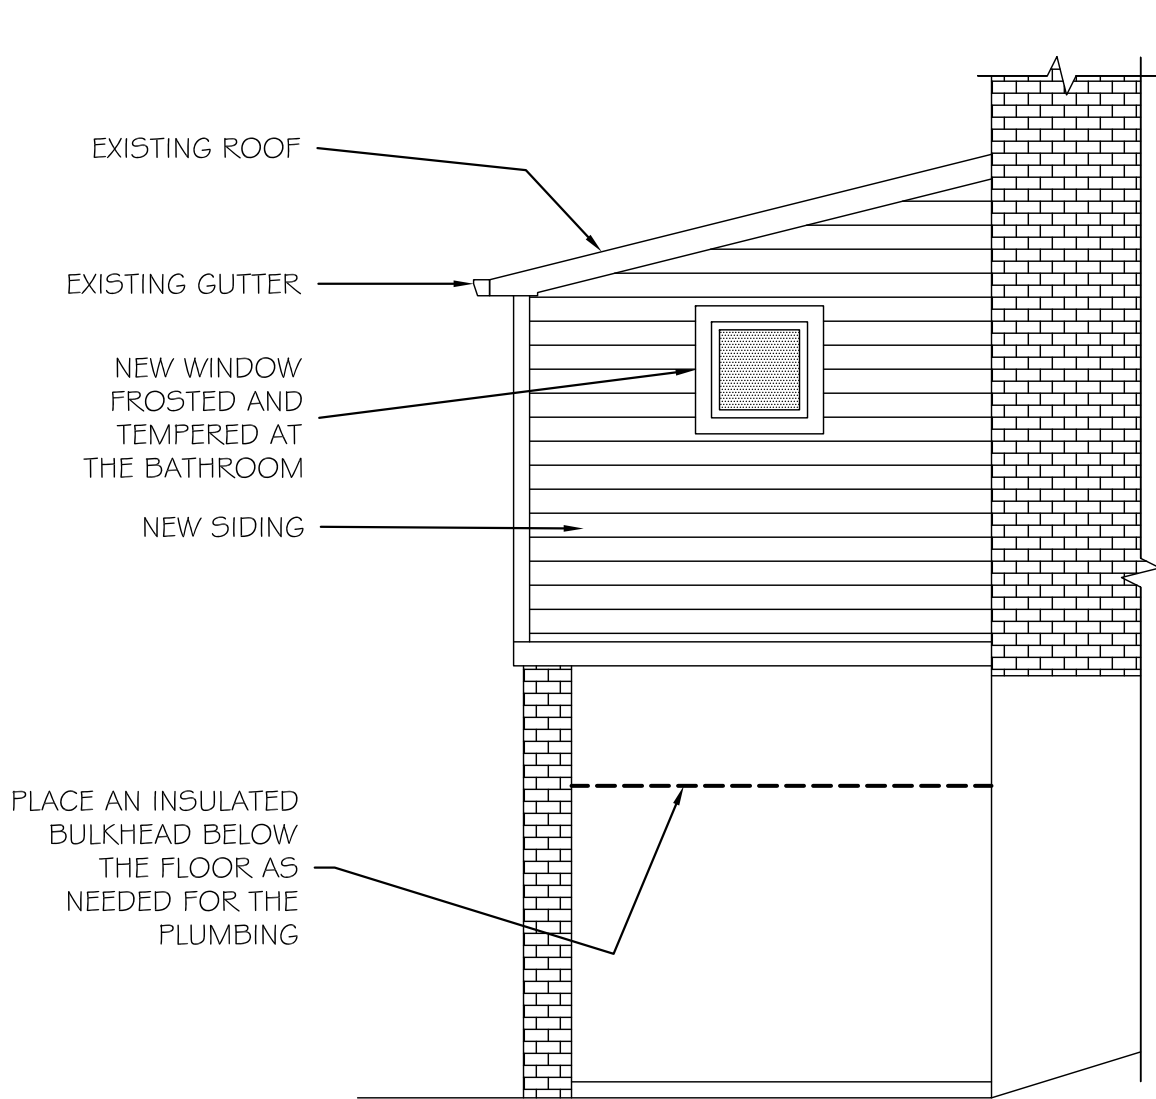 EXISTING ROOF
EXISTING GUTTER
NEW WINDOW
FROSTED AND
TEMPERED AT
THE BATHROOM
NEW SIDING
PLACE AN INSULATED
BULKHEAD BELOW
THE FLOOR AS
NEEDED FOR THE
PLUMBING